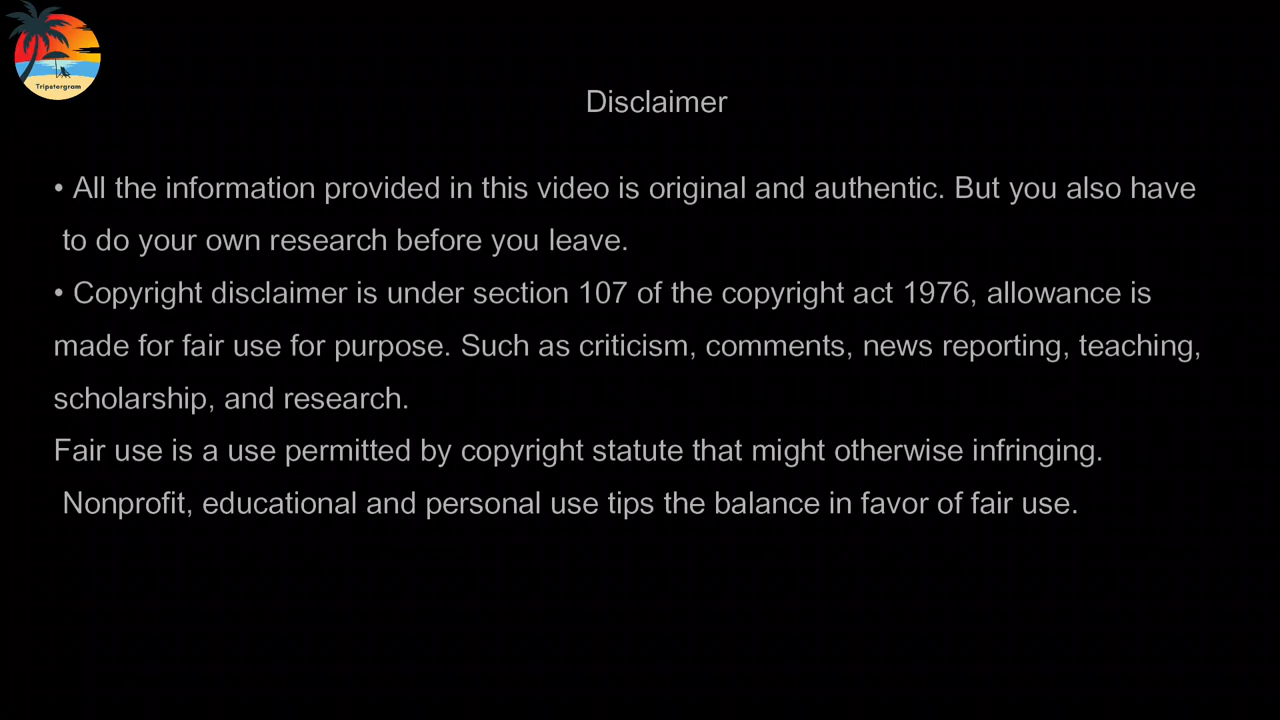 Tripstergram
Disclaimer
• All the information provided in this video is original and authentic. But you also have
to do your own research before you leave.
• Copyright disclaimer is under section 107 of the copyright act 1976, allowance is
made for fair use for purpose. Such as criticism, comments, news reporting, teaching,
scholarship, and research.
Fair use is a use permitted by copyright statute that might otherwise infringing.
Nonprofit, educational and personal use tips the balance in favor of fair use.